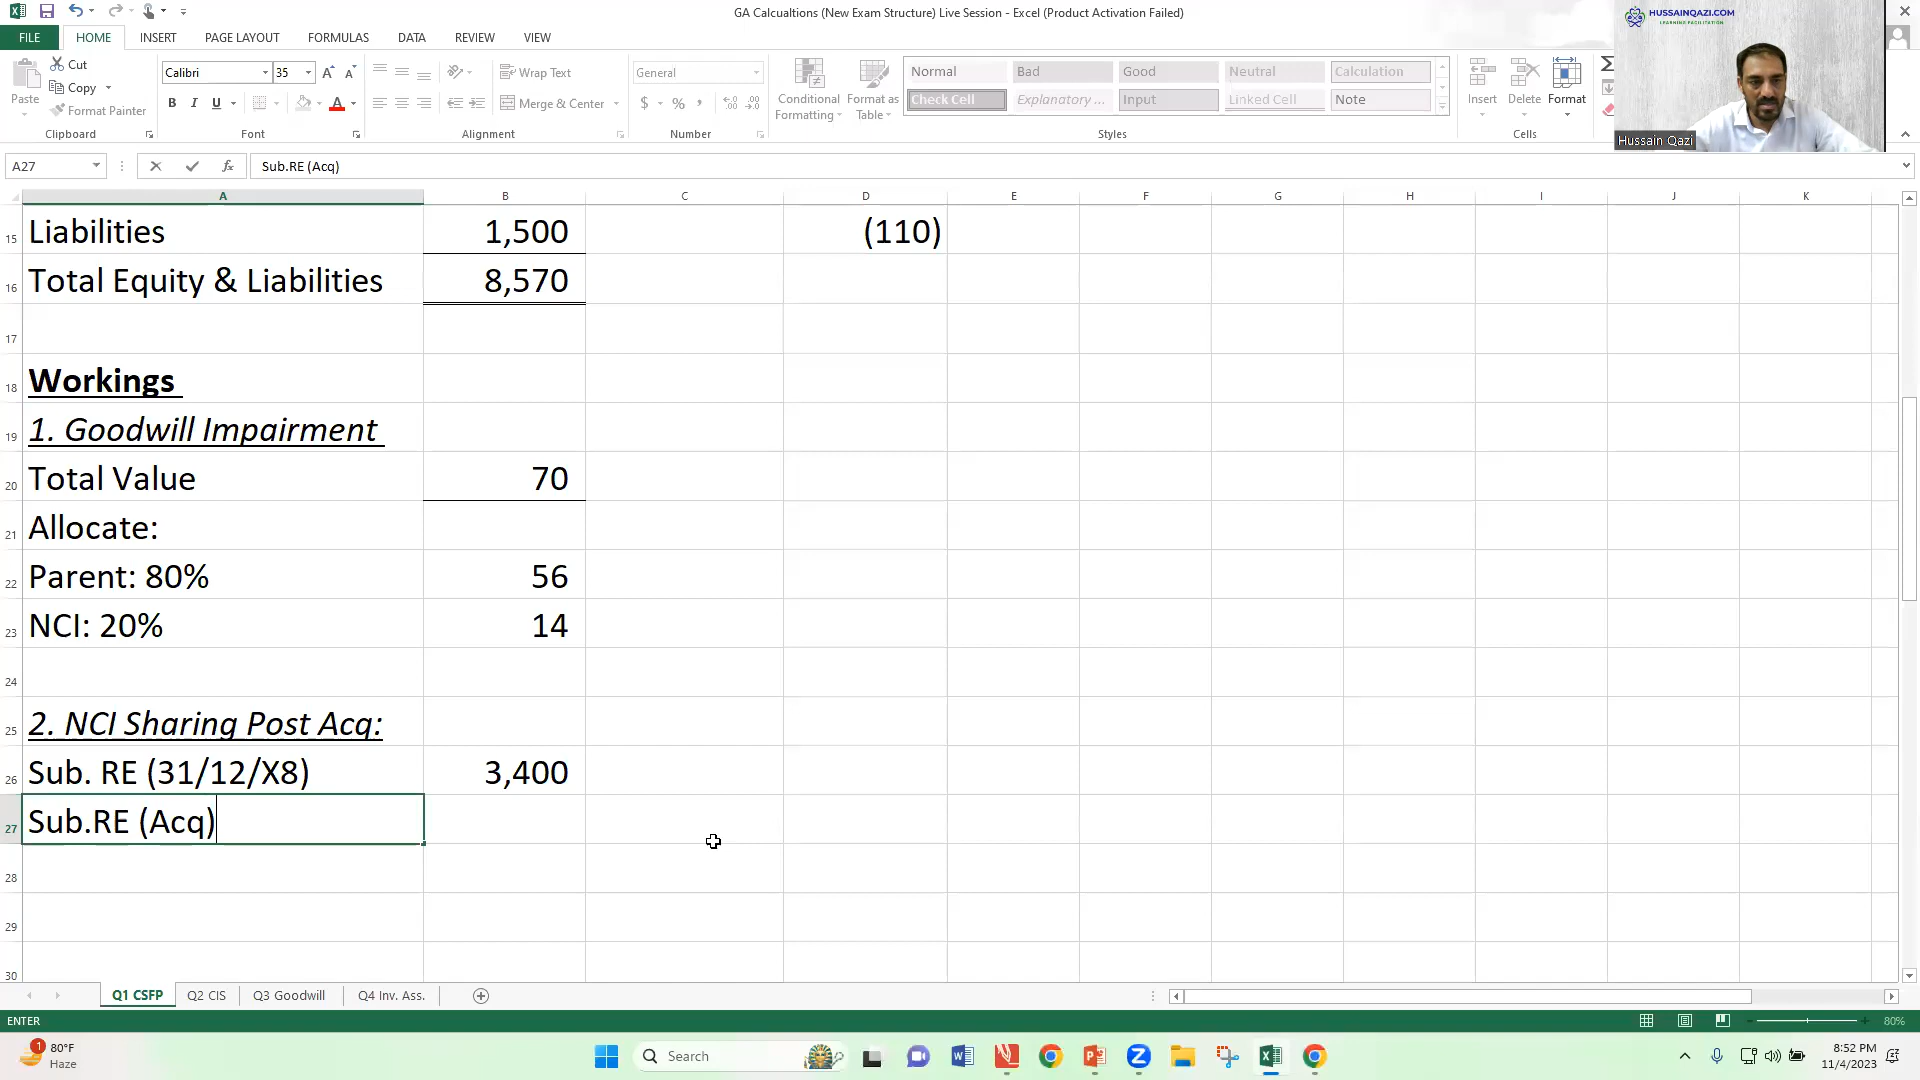 GA Calcualtions (New Exam Structure) Live Session - Excel (Product Activation Failed)
HUSSAINQAZI.COM
LEARNING FACILITATION
FILE HOME INSERT PAGE LAYOUT FORMULAS DATA REVIEW VIEW
Cut
Copy
Format Painter
Paste
Clipboard
Calibri 35
B I U
Font
Wrap Text
Merge & Center
Alignment
General
$ % ,
Number
Conditional
Formatting
Format as
Table
Normal Bad Good Neutral Calculation
Check Cell Explanatory ... Input Linked Cell Note
Styles
Insert Delete Format
Cells
Hussain Qazi
A27 fx Sub.RE (Acq)
A B C D E F G H I J K
15 Liabilities 1,500 (110)
16 Total Equity & Liabilities 8,570
17
18 Workings
19 1. Goodwill Impairment
20 Total Value 70
21 Allocate:
22 Parent: 80% 56
23 NCI: 20% 14
24
25 2. NCI Sharing Post Acq:
26 Sub. RE (31/12/X8) 3,400
27 Sub.RE (Acq)
28
29
30
Q1 CSFP Q2 CIS Q3 Goodwill Q4 Inv. Ass.
ENTER 80%
1 80°F
Haze
Search
8:52 PM
11/4/2023